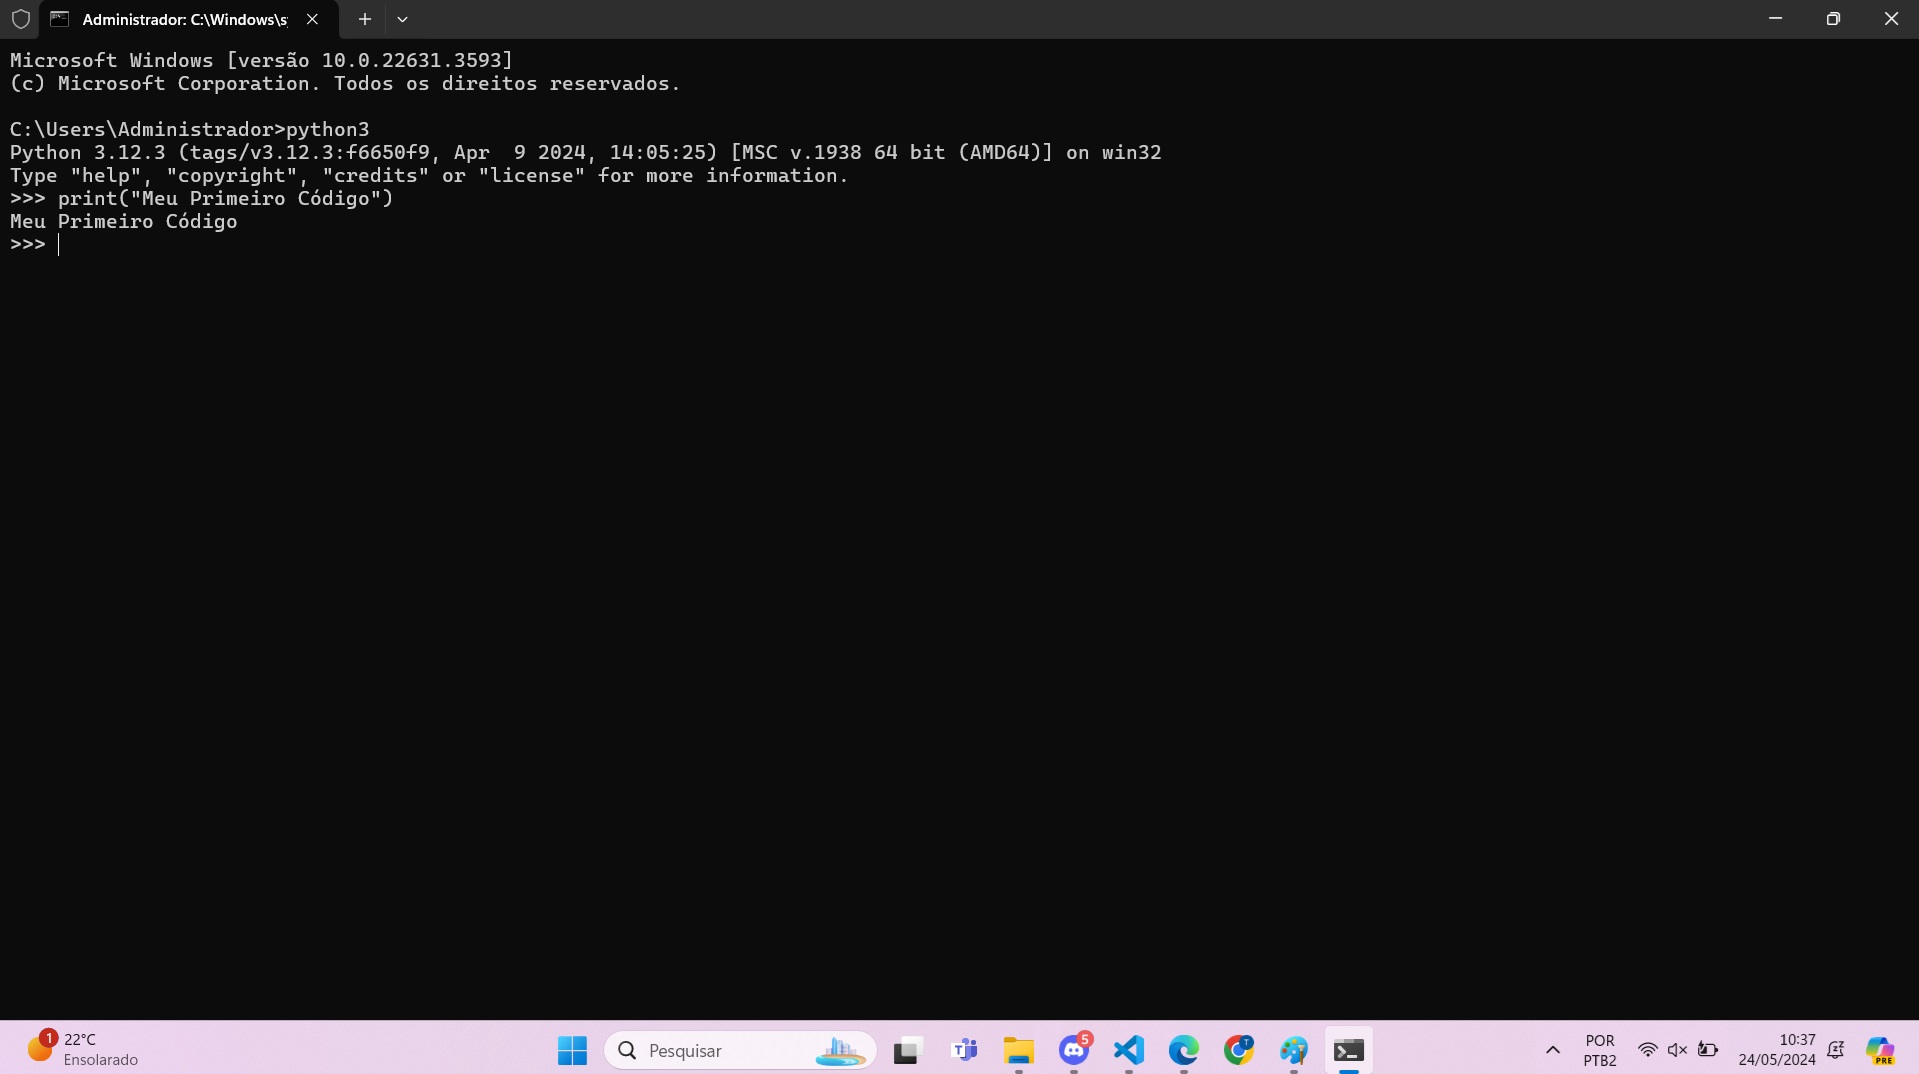 Administrador: C:\Windows\s
Microsoft Windows [versão 10.0.22631.3593]
(c) Microsoft Corporation. Todos os direitos reservados.
C:\Users\Administrador>python3
Python 3.12.3 (tags/v3.12.3:f6650f9, Apr  9 2024, 14:05:25) [MSC v.1938 64 bit (AMD64)] on win32
Type "help", "copyright", "credits" or "license" for more information.
>>> print("Meu Primeiro Código")
Meu Primeiro Código
>>>
1
22°C
Ensolarado
Pesquisar
T
5
T
POR
PTB2
10:37
24/05/2024
PRE